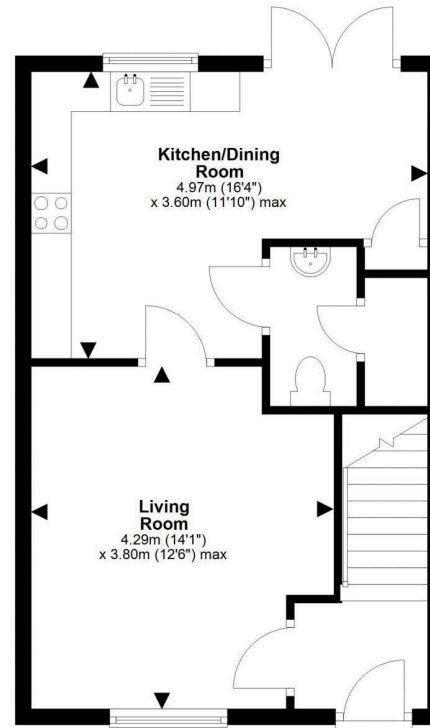 Kitchen/Dining
Room
4.97m (16'4")
x 3.60m (11'10") max
Living
Room
4.29m (14'1")
x 3.80m (12'6") max